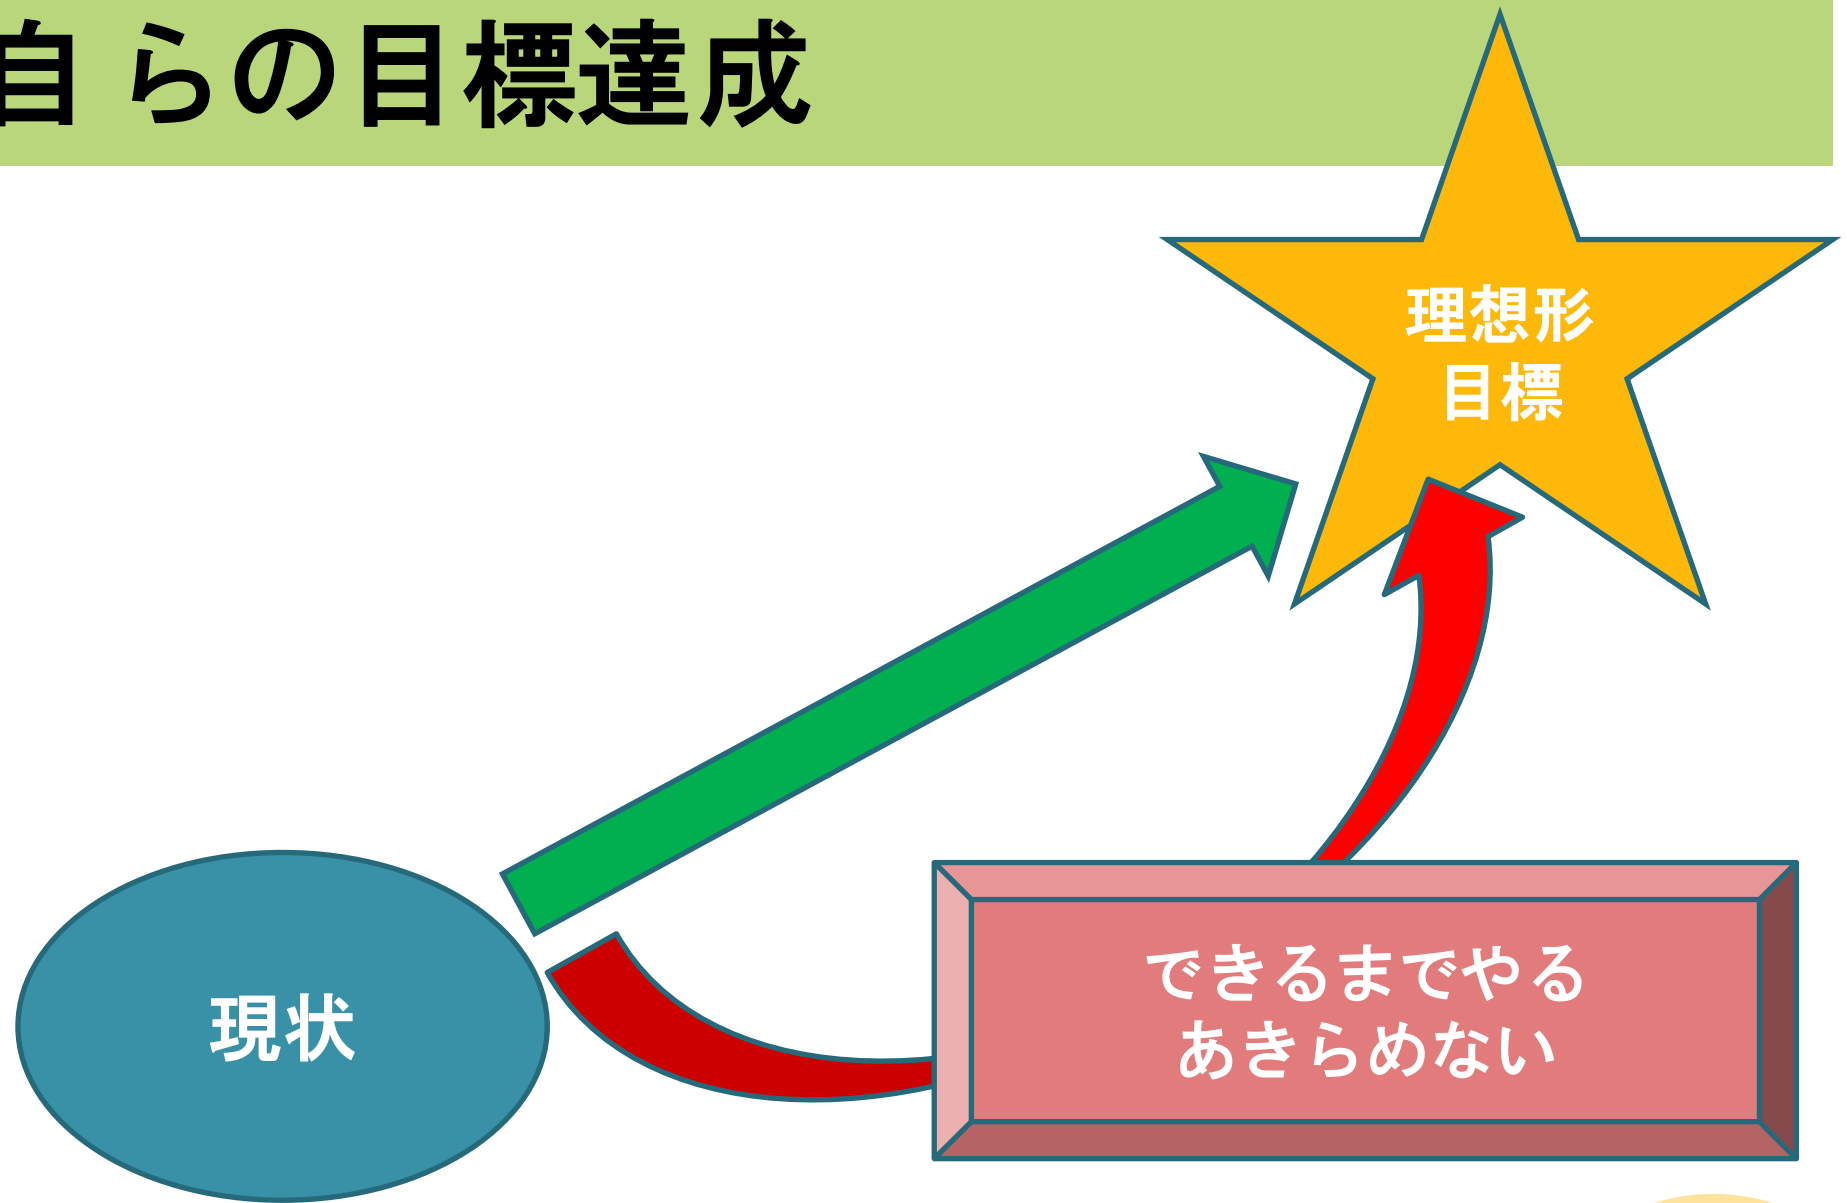 自らの目標達成
理想形
目標
現状
できるまでやる
あきらめない